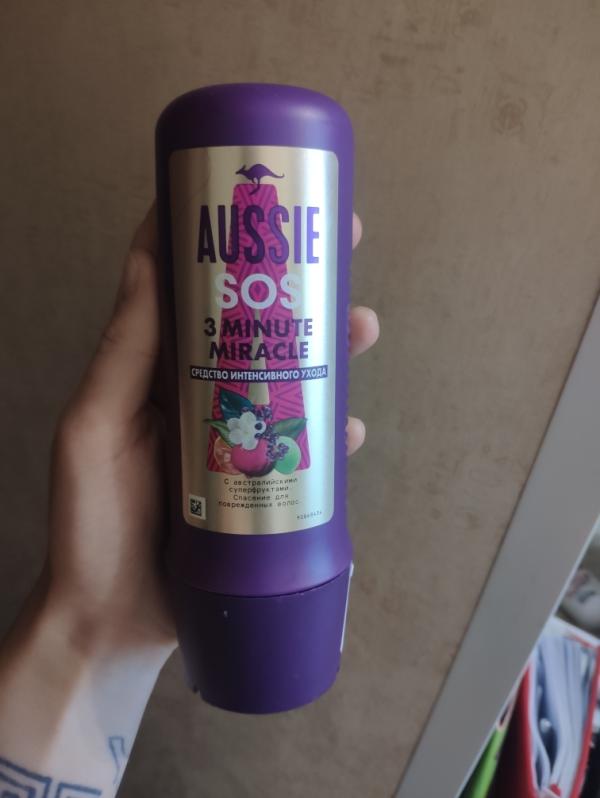 AUSSIE
SOS
3 MINUTE
MIRACLE
СРЕДСТВО ИНТЕНСИВНОГО УХОДА
С австралийскими
суперфруктами.
Спасение для
поврежденных волос.